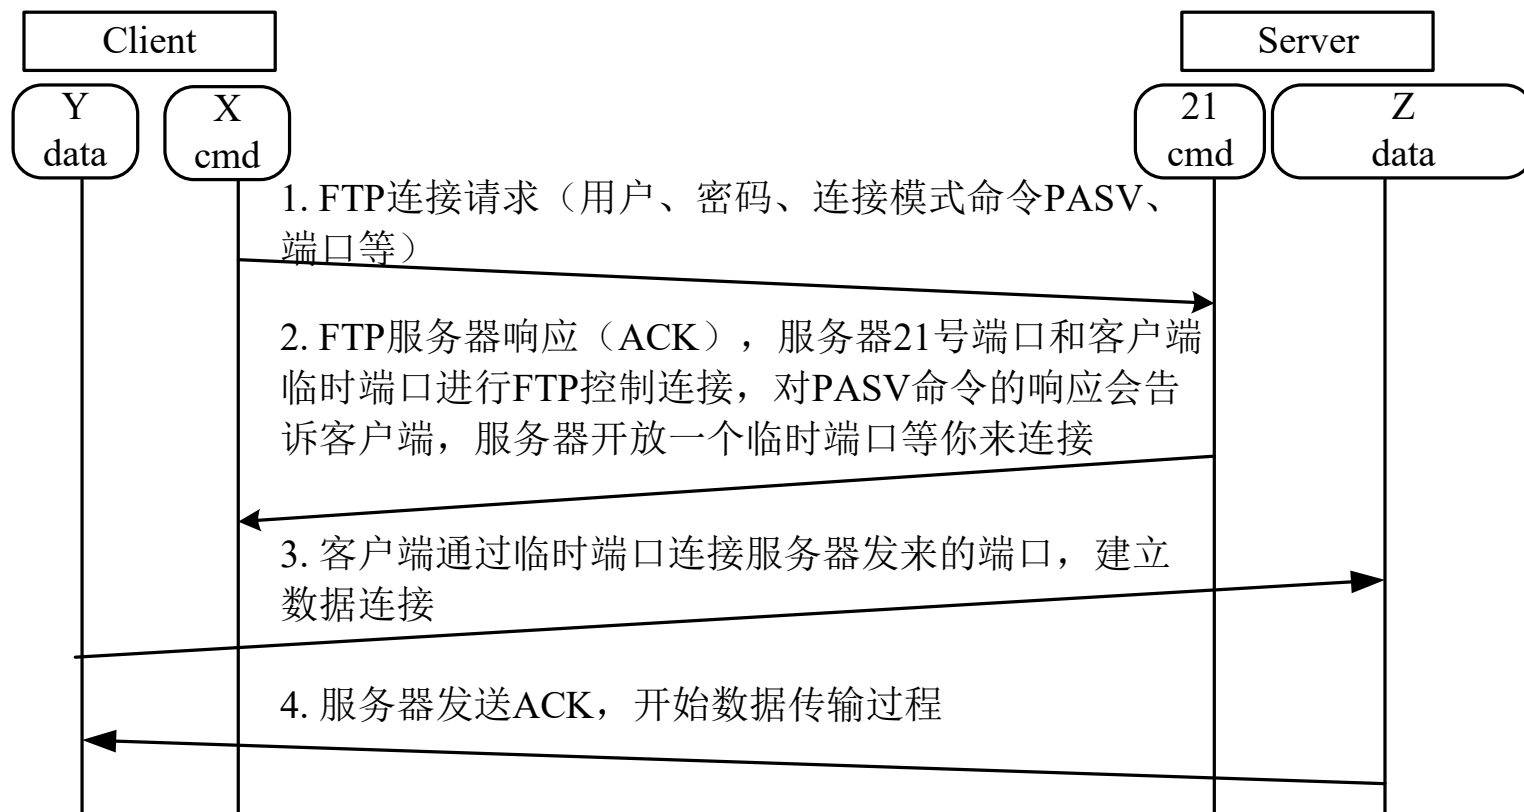 Client
Server
Y
data
X
cmd
21
cmd
Z
data
1. FTP连接请求（用户、密码、连接模式命令PASV、
端口等）
2. FTP服务器响应（ACK），服务器21号端口和客户端
临时端口进行FTP控制连接，对PASV命令的响应会告
诉客户端，服务器开放一个临时端口等你来连接
3. 客户端通过临时端口连接服务器发来的端口，建立
数据连接
4. 服务器发送ACK，开始数据传输过程